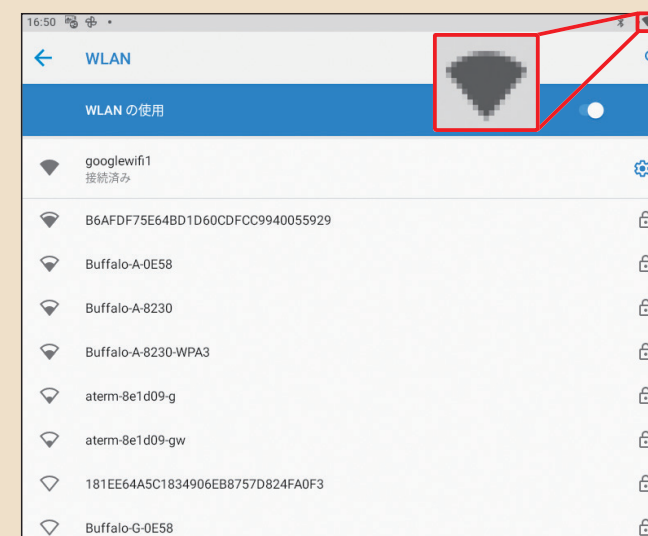 16:50
WLAN
WLAN の使用
googlewifi1
接続済み
B6AFDF75E64BD1D60CDFCC9940055929
Buffalo-A-0E58
Buffalo-A-8230
Buffalo-A-8230-WPA3
aterm-8e1d09-g
aterm-8e1d09-gw
181EE64A5C1834906EB8757D824FA0F3
Buffalo-G-0E58